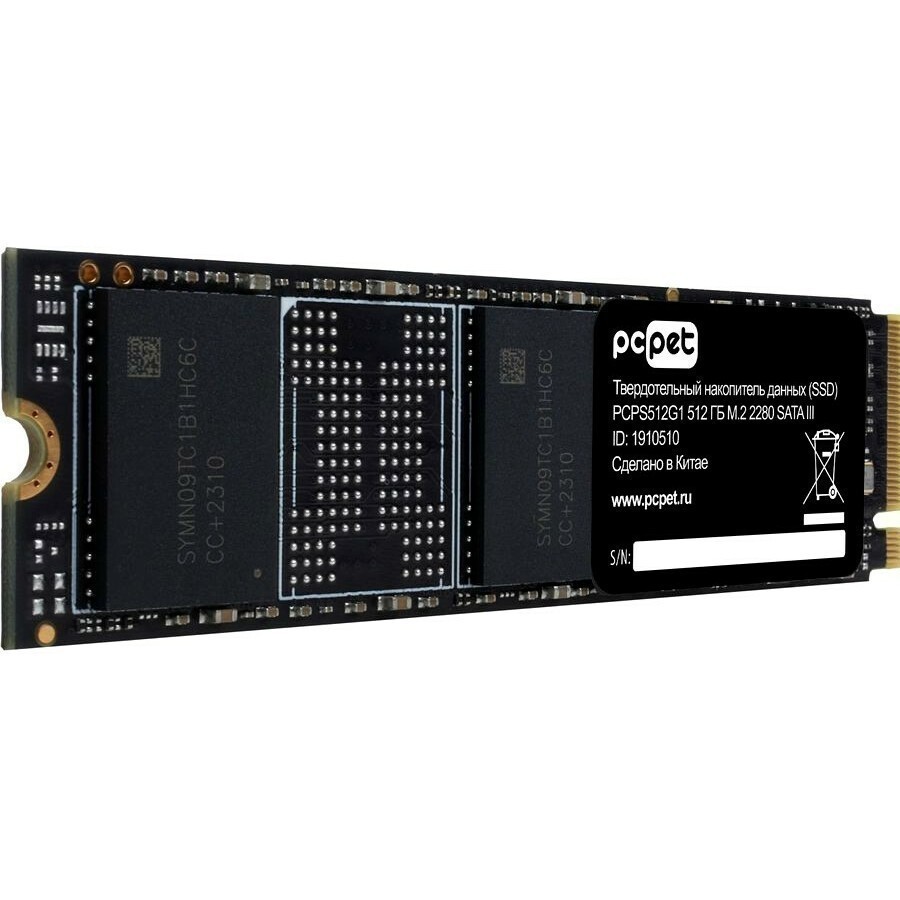 SYMN09TC1B1HC6C
CC+2310
SYMN09TC1B1HC6C
CC+2310
pcpet
Твердотельный накопитель данных (SSD)
PCPS512G1 512 ГБ M.2 2280 SATA III
ID: 1910510
Сделано в Китае
www.pcpet.ru
S/N: